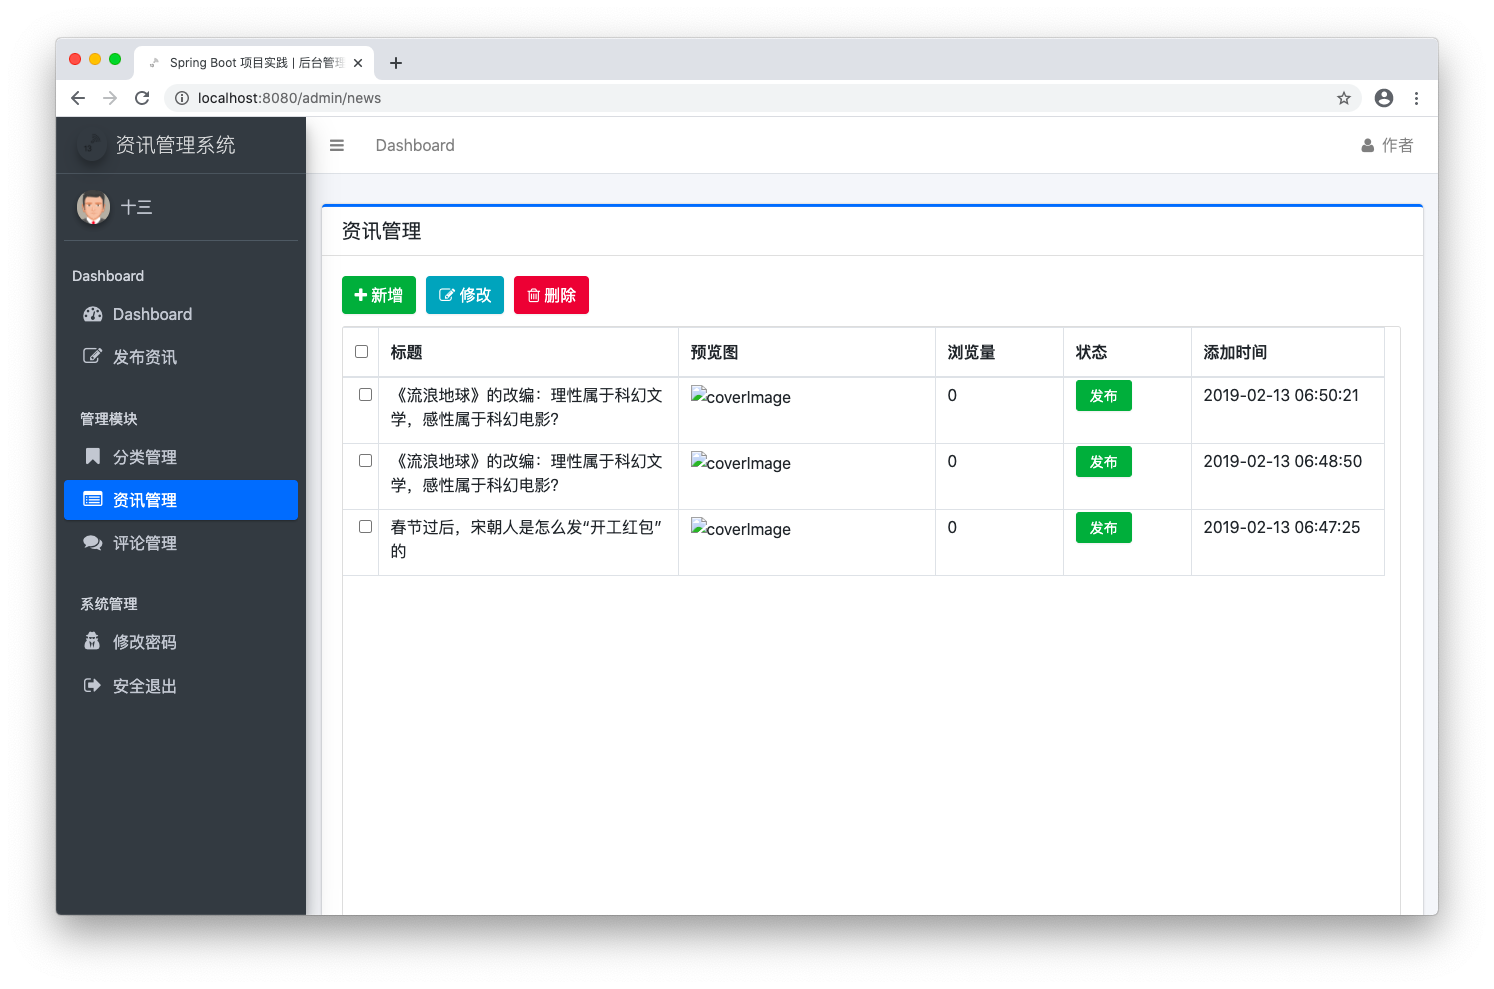 Spring Boot 项目实践 | 后台管理
localhost:8080/admin/news
资讯管理系统
Dashboard
作者
十三
Dashboard
Dashboard
发布资讯
管理模块
分类管理
资讯管理
评论管理
系统管理
修改密码
安全退出
资讯管理
新增 修改 删除
标题 预览图 浏览量 状态 添加时间
《流浪地球》的改编：理性属于科幻文 coverImage 0 发布 2019-02-13 06:50:21
学，感性属于科幻电影？
《流浪地球》的改编：理性属于科幻文 coverImage 0 发布 2019-02-13 06:48:50
学，感性属于科幻电影？
春节过后，宋朝人是怎么发“开工红包” coverImage 0 发布 2019-02-13 06:47:25
的